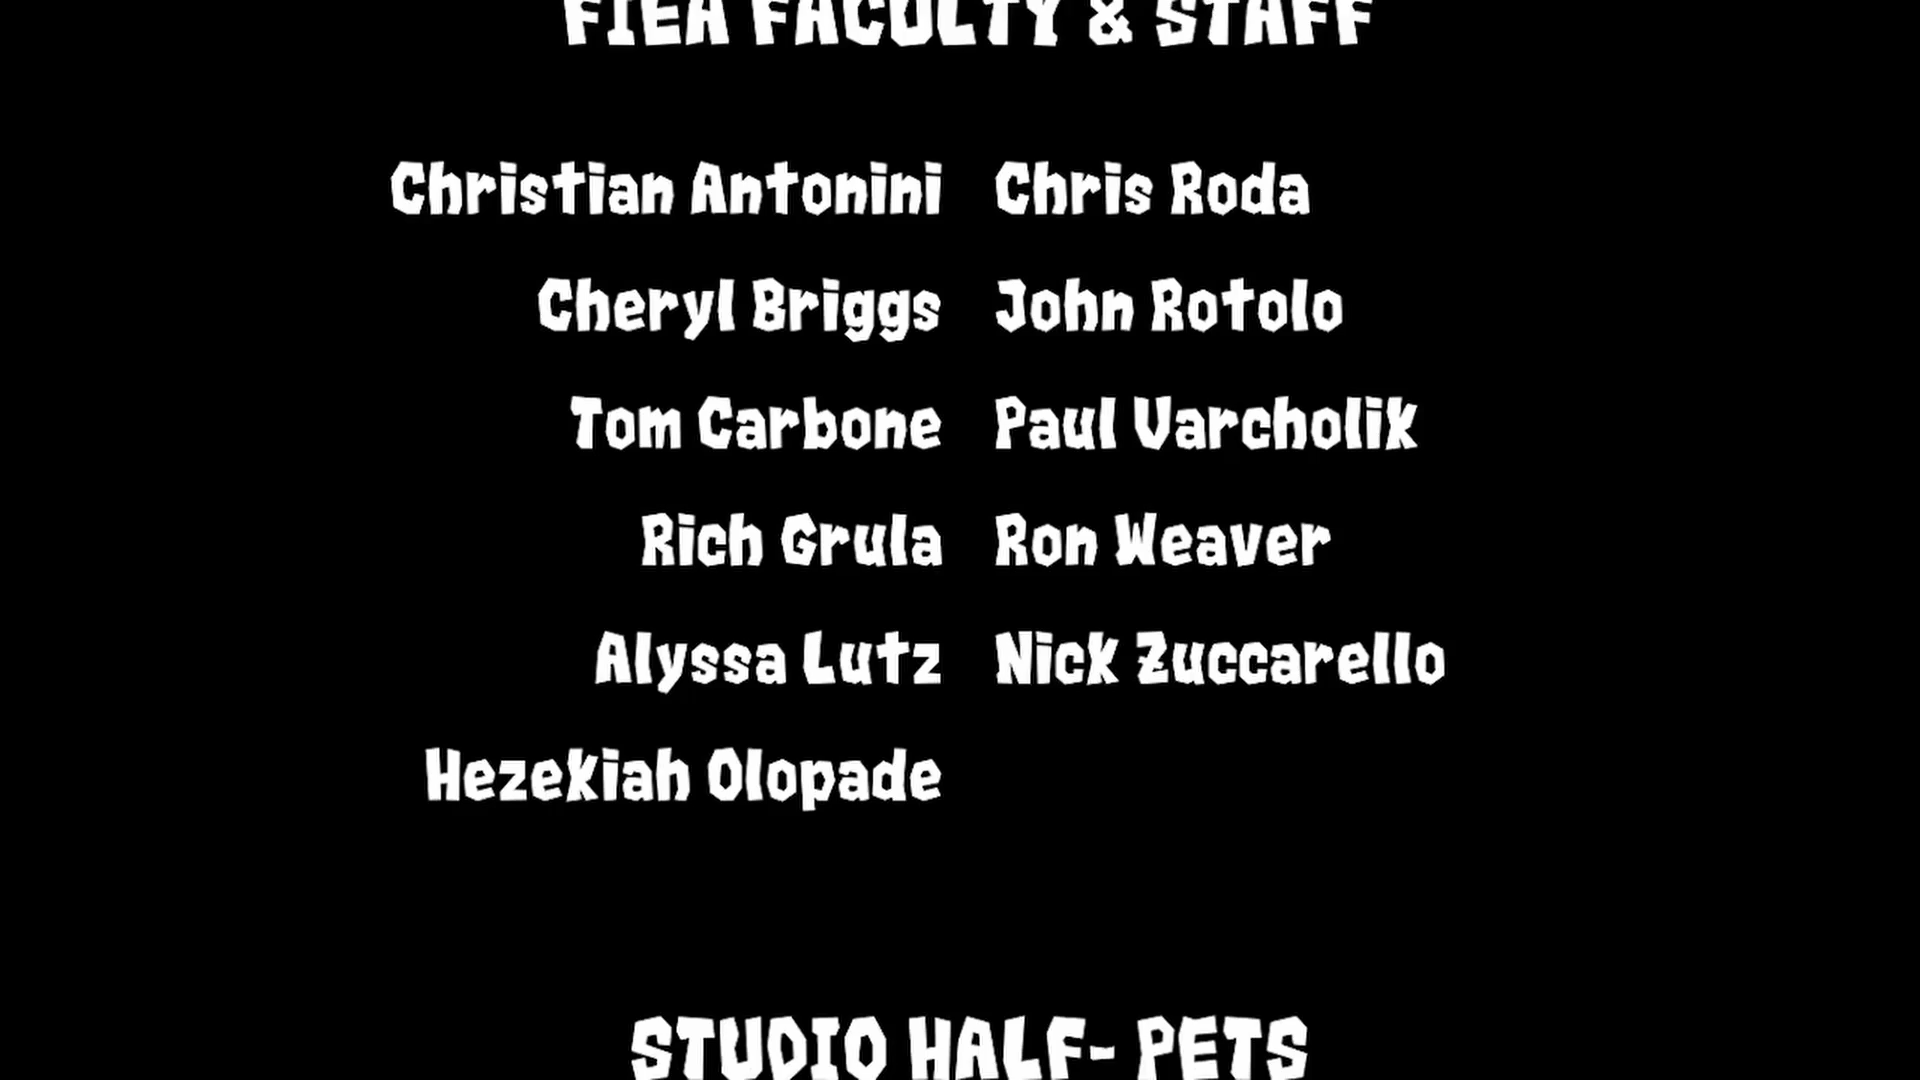 FIEA FACULTY & STAFF
Christian Antonini Chris Roda
Cheryl Briggs John Rotolo
Tom Carbone Paul Varcholik
Rich Grula Ron Weaver
Alyssa Lutz Nick Zuccarello
Hezekiah Olopade
STUDIO HALF- PETS